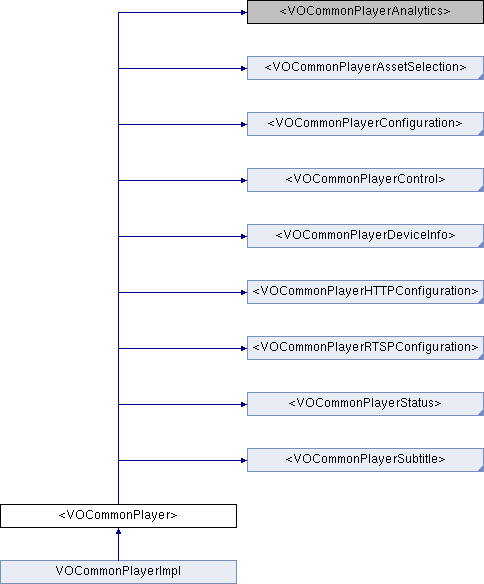 <VOCommonPlayerAnalytics>
<VOCommonPlayerAssetSelection>
<VOCommonPlayerConfiguration>
<VOCommonPlayerControl>
<VOCommonPlayerDeviceInfo>
<VOCommonPlayerHTTPConfiguration>
<VOCommonPlayerRTSPConfiguration>
<VOCommonPlayerStatus>
<VOCommonPlayerSubtitle>
<VOCommonPlayer>
VOCommonPlayerImpl